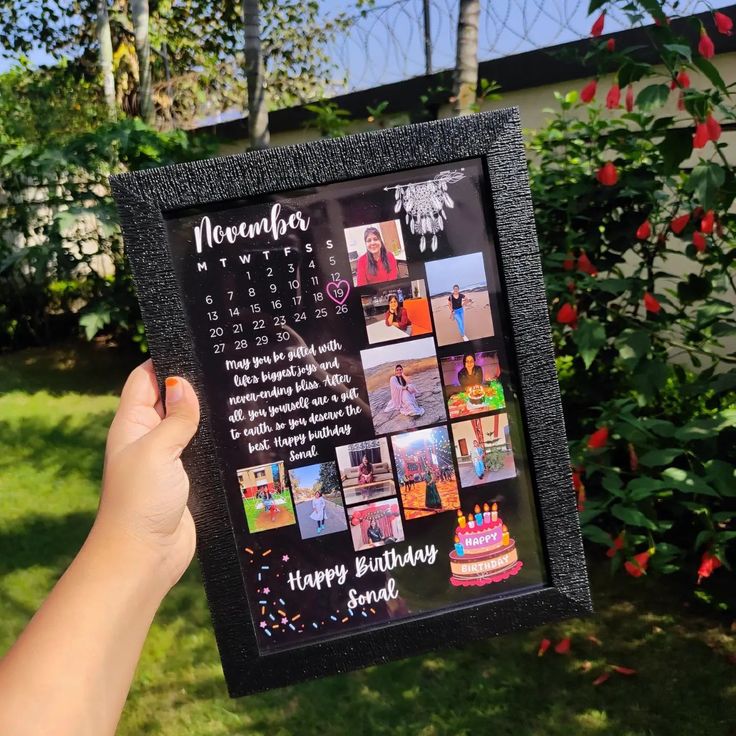 November
M T W T F S S
1 2 3 4 5
6 7 8 9 10 11 12
13 14 15 16 17 18 19
20 21 22 23 24 25 26
27 28 29 30
May you be gifted with
life's biggest joys and
never-ending bliss. After
all, you yourself are a gift
to earth, so you deserve the
best. Happy birthday
Sonal
Happy Birthday
Sonal
HAPPY
BIRTHDAY